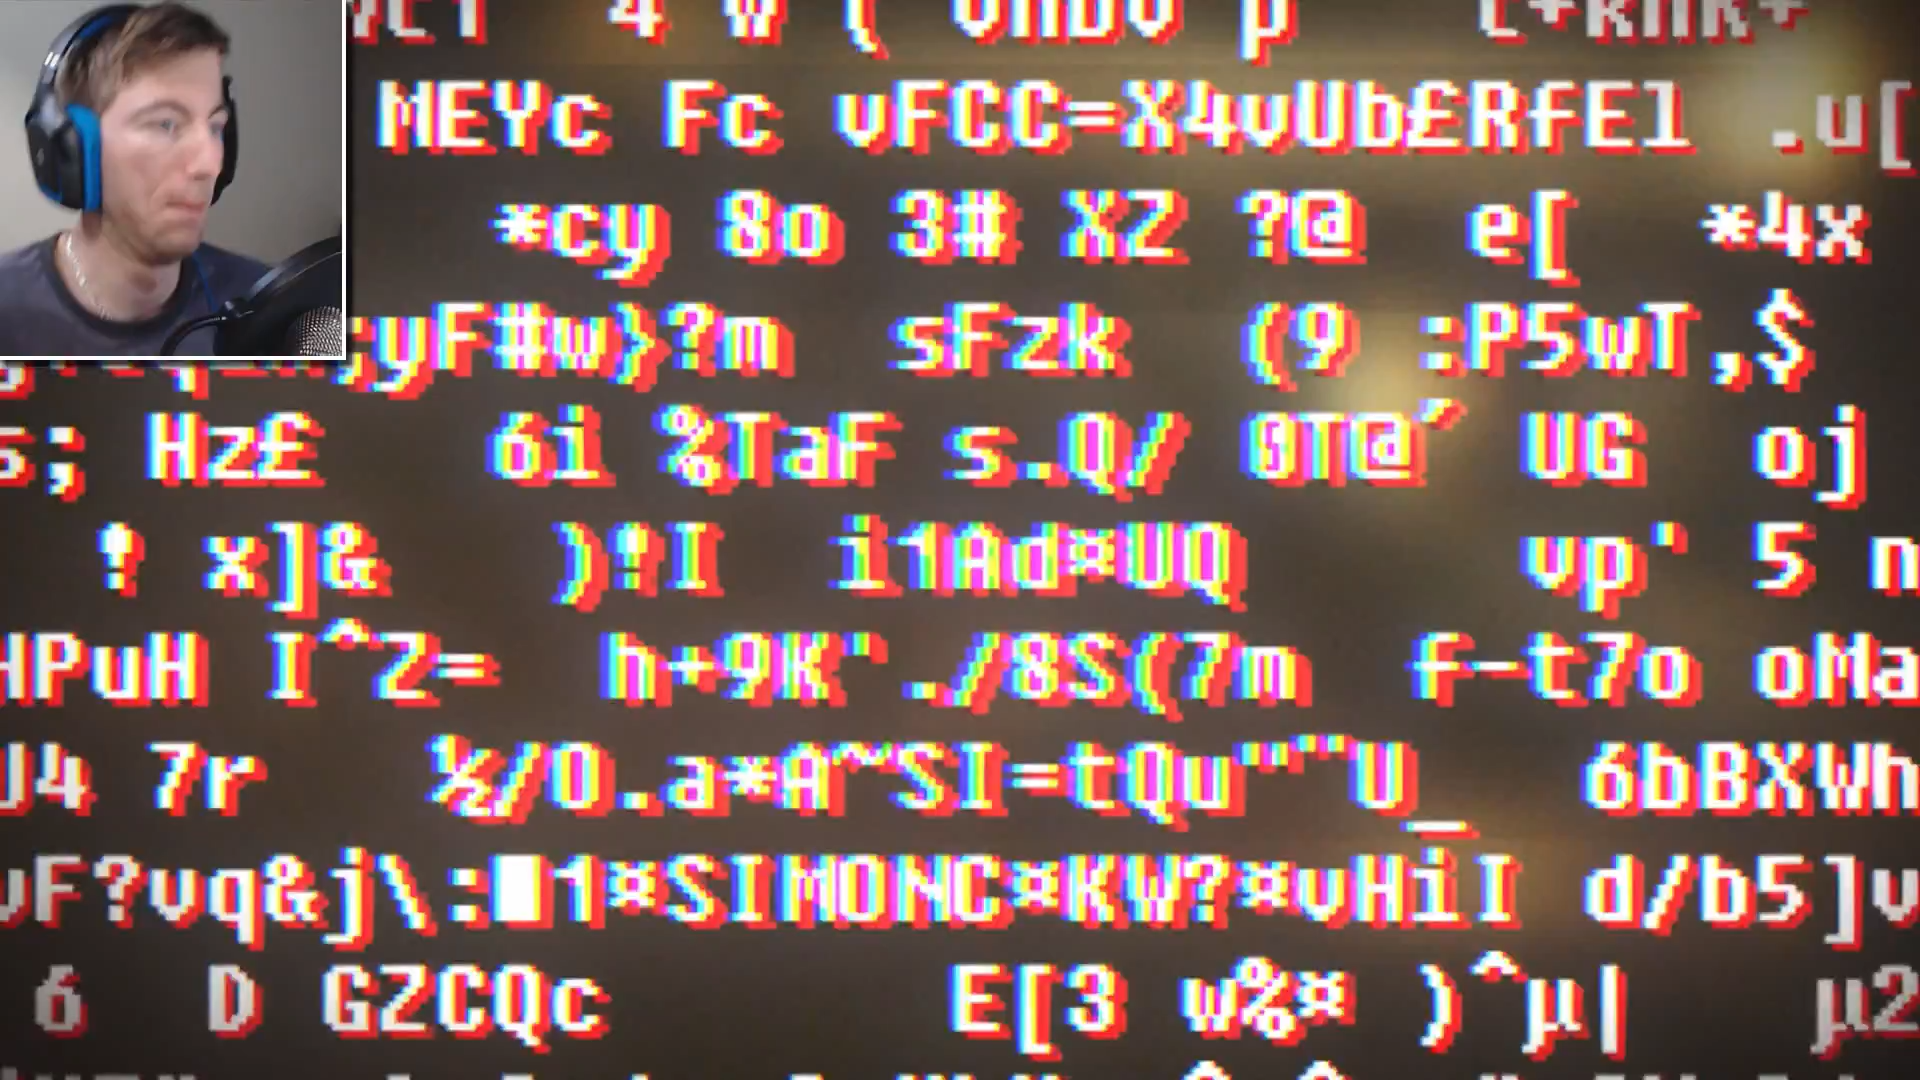 MEYc Fc vFCC=X4vUb£RfEl .u[
*cy 8o 3# XZ ?@ e[ *4x
;yF#w}?m sFzk (9 :P5wT,$
; Hz£ 6i %TaF s.Q/ 0T@´ UG oj
! x]& )!I i1Ad¤UQ vp' 5 n
HPuH I^Z= h+9K" ./8S(7m f-t7o oMa
J4 7r ½/O.a*A~SI=tQu"¨¨U_ 6bBXWh
vF?vq&j\:■1¤SIMONC¤KW?¤vHiI d/b5]v
6 D GZCQc E[3 w%¤ )^µ| µ2